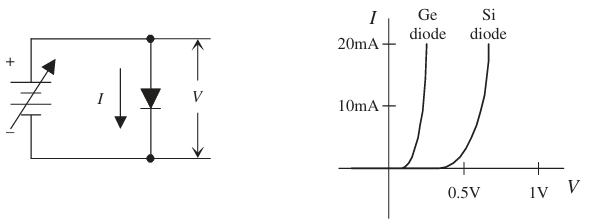 +
−
I
V
I
Ge
diode
Si
diode
20mA
10mA
0.5V
1V
V